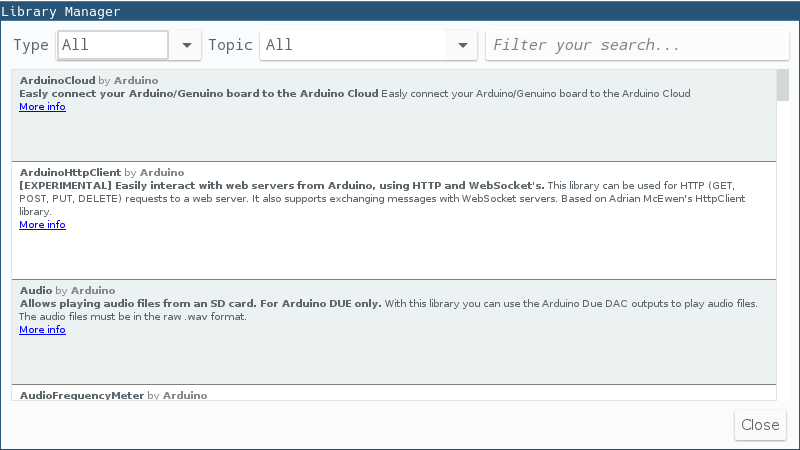 Library Manager
Type All Topic All Filter your search...
ArduinoCloud by Arduino
Easly connect your Arduino/Genuino board to the Arduino Cloud Easly connect your Arduino/Genuino board to the Arduino Cloud
More info
ArduinoHttpClient by Arduino
[EXPERIMENTAL] Easily interact with web servers from Arduino, using HTTP and WebSocket's. This library can be used for HTTP (GET,
POST, PUT, DELETE) requests to a web server. It also supports exchanging messages with WebSocket servers. Based on Adrian McEwen's HttpClient
library.
More info
Audio by Arduino
Allows playing audio files from an SD card. For Arduino DUE only. With this library you can use the Arduino Due DAC outputs to play audio files.
The audio files must be in the raw .wav format.
More info
AudioFrequencyMeter by Arduino
Close